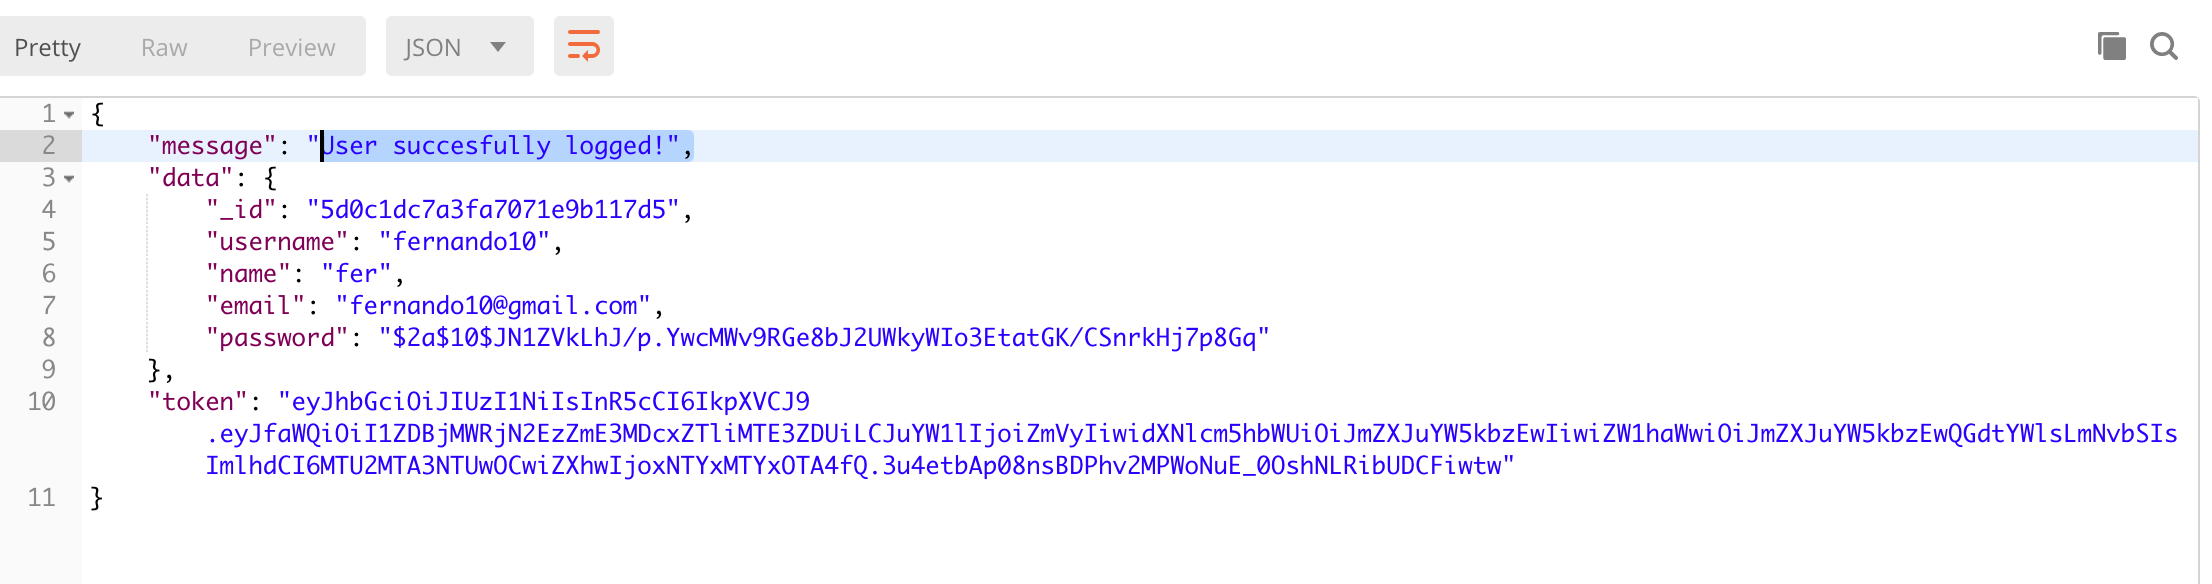 Pretty Raw Preview JSON
1 {
2 "message": "User succesfully logged!",
3 "data": {
4 "_id": "5d0c1dc7a3fa7071e9b117d5",
5 "username": "fernando10",
6 "name": "fer",
7 "email": "fernando10@gmail.com",
8 "password": "$2a$10$JN1ZVkLhJ/p.YwcMWv9RGe8bJ2UWkyWIo3EtatGK/CSnrkHj7p8Gq"
9 },
10 "token": "eyJhbGciOiJIUzI1NiIsInR5cCI6IkpXVCJ9
.eyJfaWQiOiI1ZDBjMWRjN2EzZmE3MDcxZTliMTE3ZDUiLCJuYW1lIjoiZmVyIiwidXNlcm5hbWUiOiJmZXJuYW5kbzEwIiwiZW1haWwiOiJmZXJuYW5kbzEwQGdtYWlsLmNvbSIs
ImlhdCI6MTU2MTA3NTUwOCwiZXhwIjoxNTYxMTYxOTA4fQ.3u4etbAp08nsBDPhv2MPWoNuE_0OshNLRibUDCFiwtw"
11 }